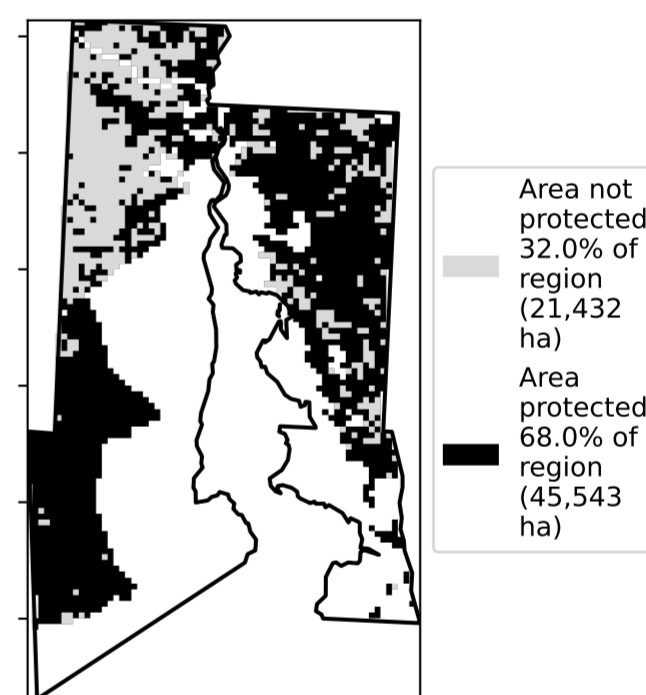 Area not
protected
32.0% of
region
(21,432
ha)
Area
protected
68.0% of
region
(45,543
ha)